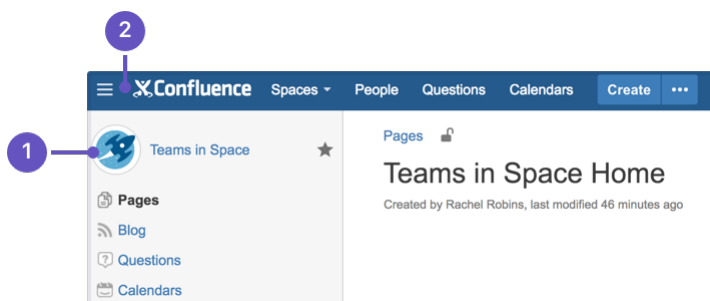 2
Confluence Spaces People Questions Calendars Create
1
Teams in Space
Pages
Blog
Questions
Calendars
Pages
Teams in Space Home
Created by Rachel Robins, last modified 46 minutes ago